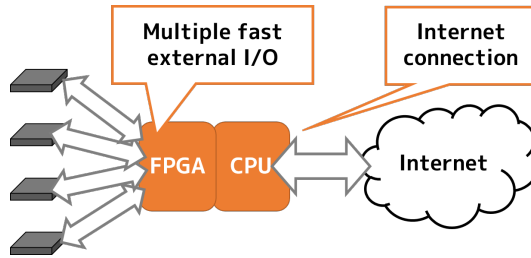 Multiple fast
external I/O
Internet
connection
FPGA
CPU
Internet